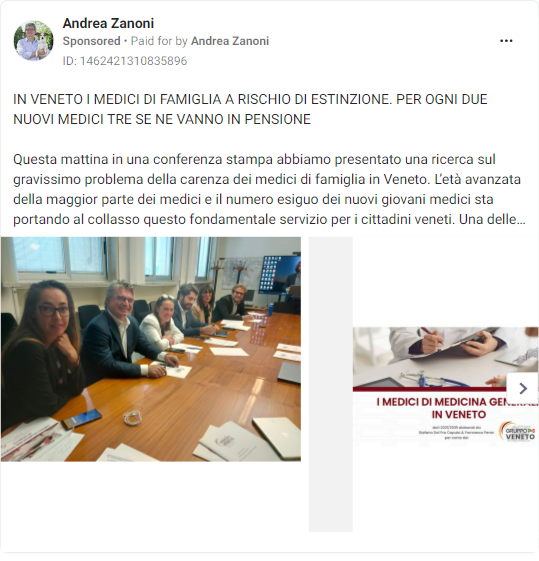 Andrea Zanoni
Sponsored • Paid for by Andrea Zanoni
ID: 1462421310835896
IN VENETO I MEDICI DI FAMIGLIA A RISCHIO DI ESTINZIONE. PER OGNI DUE
NUOVI MEDICI TRE SE NE VANNO IN PENSIONE
Questa mattina in una conferenza stampa abbiamo presentato una ricerca sul
gravissimo problema della carenza dei medici di famiglia in Veneto. L'età avanzata
della maggior parte dei medici e il numero esiguo dei nuovi giovani medici sta
portando al collasso questo fondamentale servizio per i cittadini veneti. Una delle...
I MEDICI DI MEDICINA GENERALE
IN VENETO
GRUPPO PD
VENETO